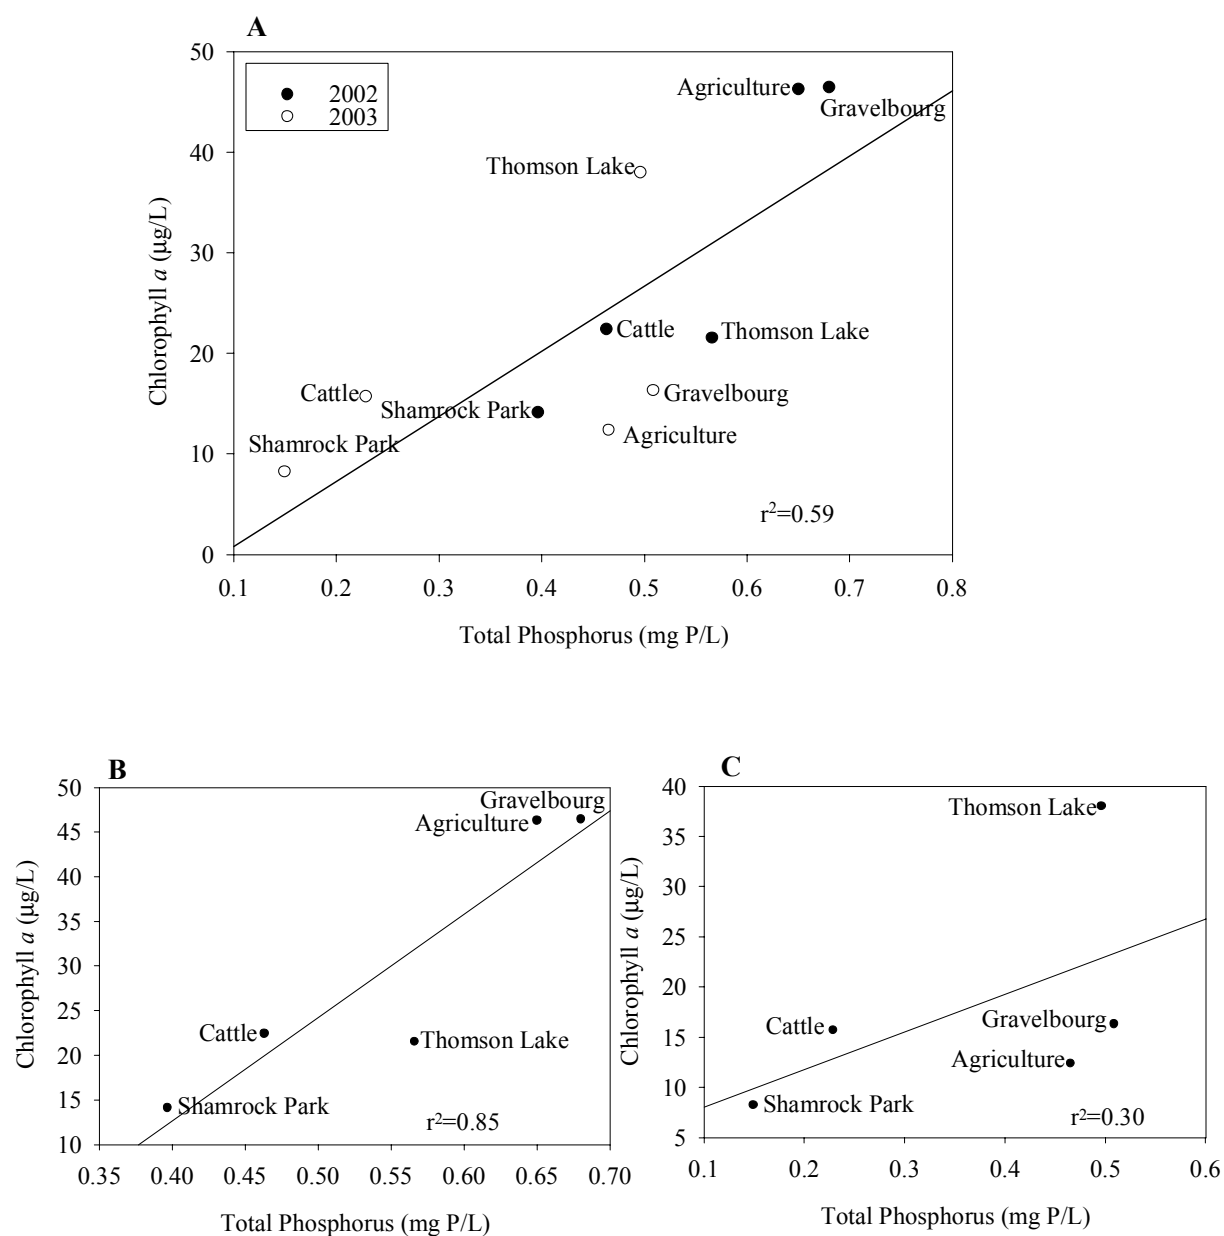 A
50
40
30
20
10
0
Chlorophyll a (µg/L)
2002
2003
Agriculture
Gravelbourg
Thomson Lake
Cattle
Thomson Lake
Cattle
Shamrock Park
Gravelbourg
Agriculture
Shamrock Park
r²=0.59
0.1 0.2 0.3 0.4 0.5 0.6 0.7 0.8
Total Phosphorus (mg P/L)
B
50
45
40
35
30
25
20
15
10
Chlorophyll a (µg/L)
Gravelbourg
Agriculture
Cattle
Thomson Lake
Shamrock Park
r²=0.85
0.35 0.40 0.45 0.50 0.55 0.60 0.65 0.70
Total Phosphorus (mg P/L)
C
40
35
30
25
20
15
10
5
Chlorophyll a (µg/L)
Thomson Lake
Cattle
Gravelbourg
Agriculture
Shamrock Park
r²=0.30
0.1 0.2 0.3 0.4 0.5 0.6
Total Phosphorus (mg P/L)